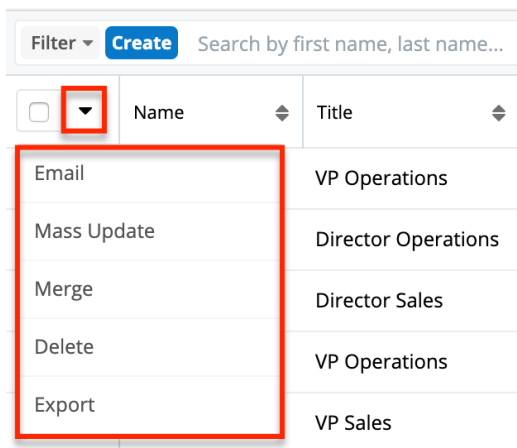 Filter Create Search by first name, last name...
Name Title
Email
VP Operations
Mass Update
Director Operations
Merge
Director Sales
Delete
VP Operations
Export
VP Sales